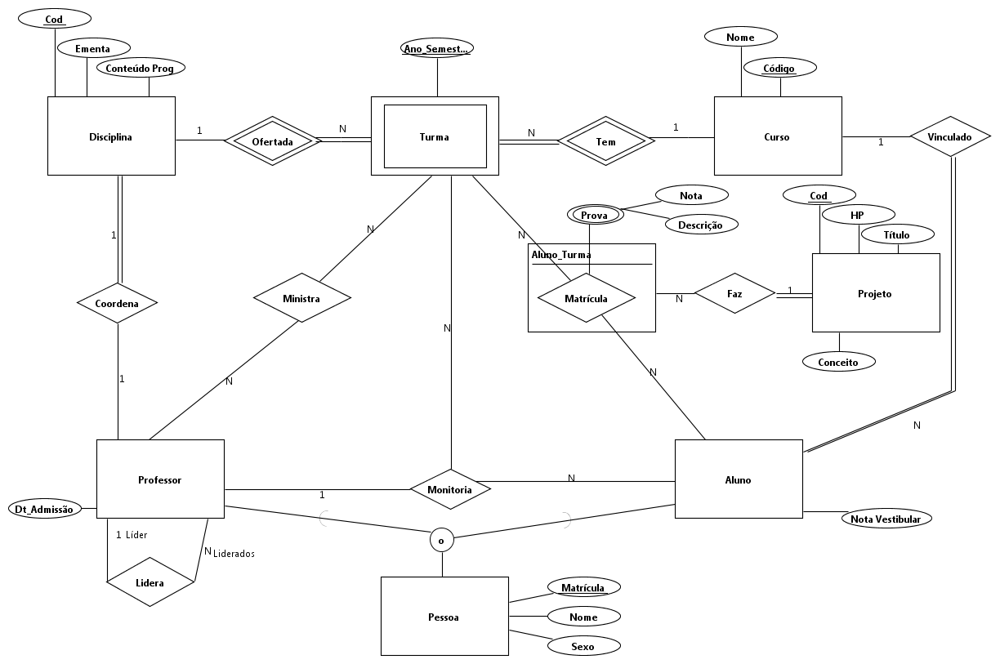 Cod
Ementa
Conteúdo Prog
Ano_Semest...
Nome
Código
Disciplina
1
Ofertada
N
Turma
N
Tem
1
Curso
1
Vinculado
Nota
Prova
Descrição
Cod
HP
Título
1
N
N
Aluno_Turma
Coordena
Ministra
Matrícula
N
Faz
1
Projeto
N
Conceito
1
N
N
N
Professor
1
Monitoria
N
Aluno
Dt_Admissão
Nota Vestibular
1 Líder
N Liderados
o
Lidera
Pessoa
Matrícula
Nome
Sexo